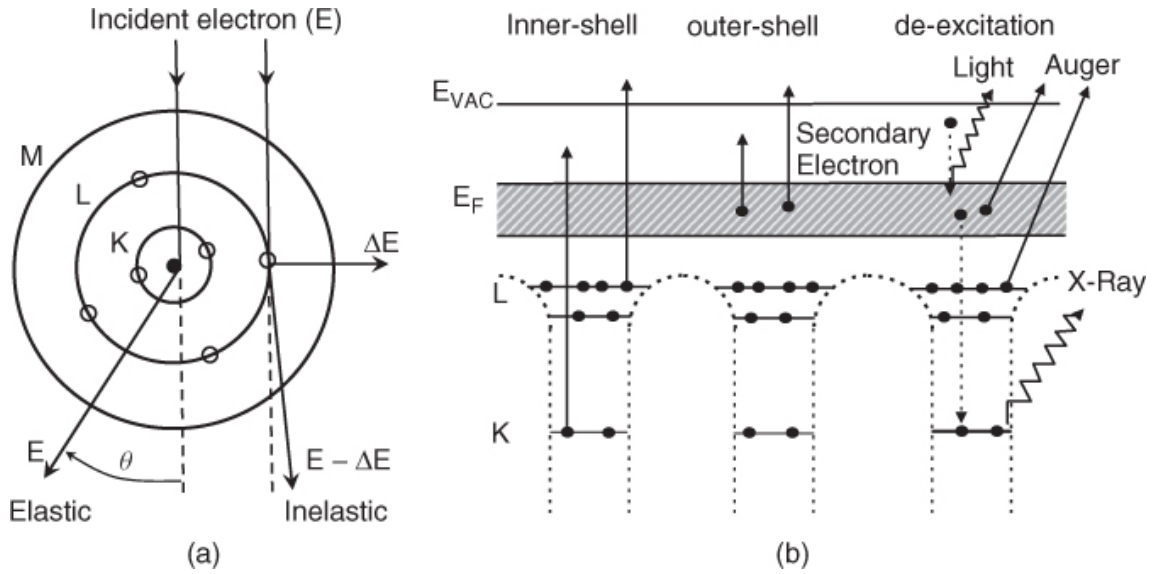 Incident electron (E)
M
L
K
ΔE
E
θ
E – ΔE
Elastic
Inelastic
(a)
Inner-shell
outer-shell
de-excitation
Light
Auger
E_VAC
Secondary
Electron
E_F
L
X-Ray
K
(b)